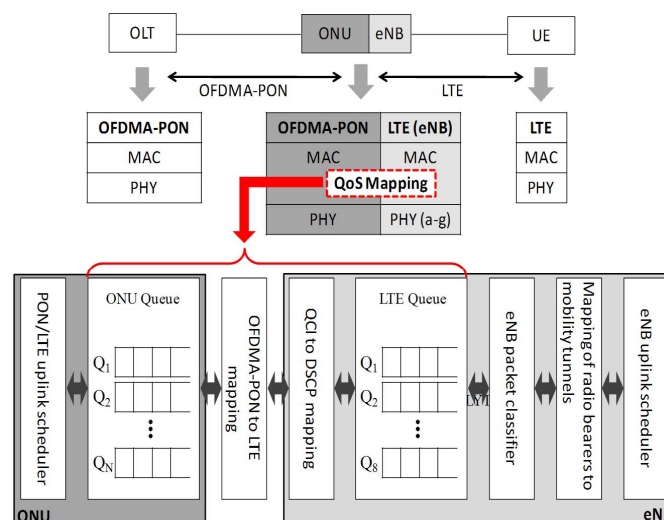 OLT
ONU
eNB
UE
OFDMA-PON
LTE
OFDMA-PON
MAC
PHY
OFDMA-PON
LTE (eNB)
MAC
MAC
QoS Mapping
PHY
PHY (a-g)
LTE
MAC
PHY
PON/LTE uplink scheduler
ONU Queue
Q1
Q2
QN
OFDMA-PON to LTE
mapping
QCI to DSCP mapping
LTE Queue
Q1
Q2
Q8
eNB packet classifier
Mapping of radio bearers to
mobility tunnels
eNB uplink scheduler
ONU
eN